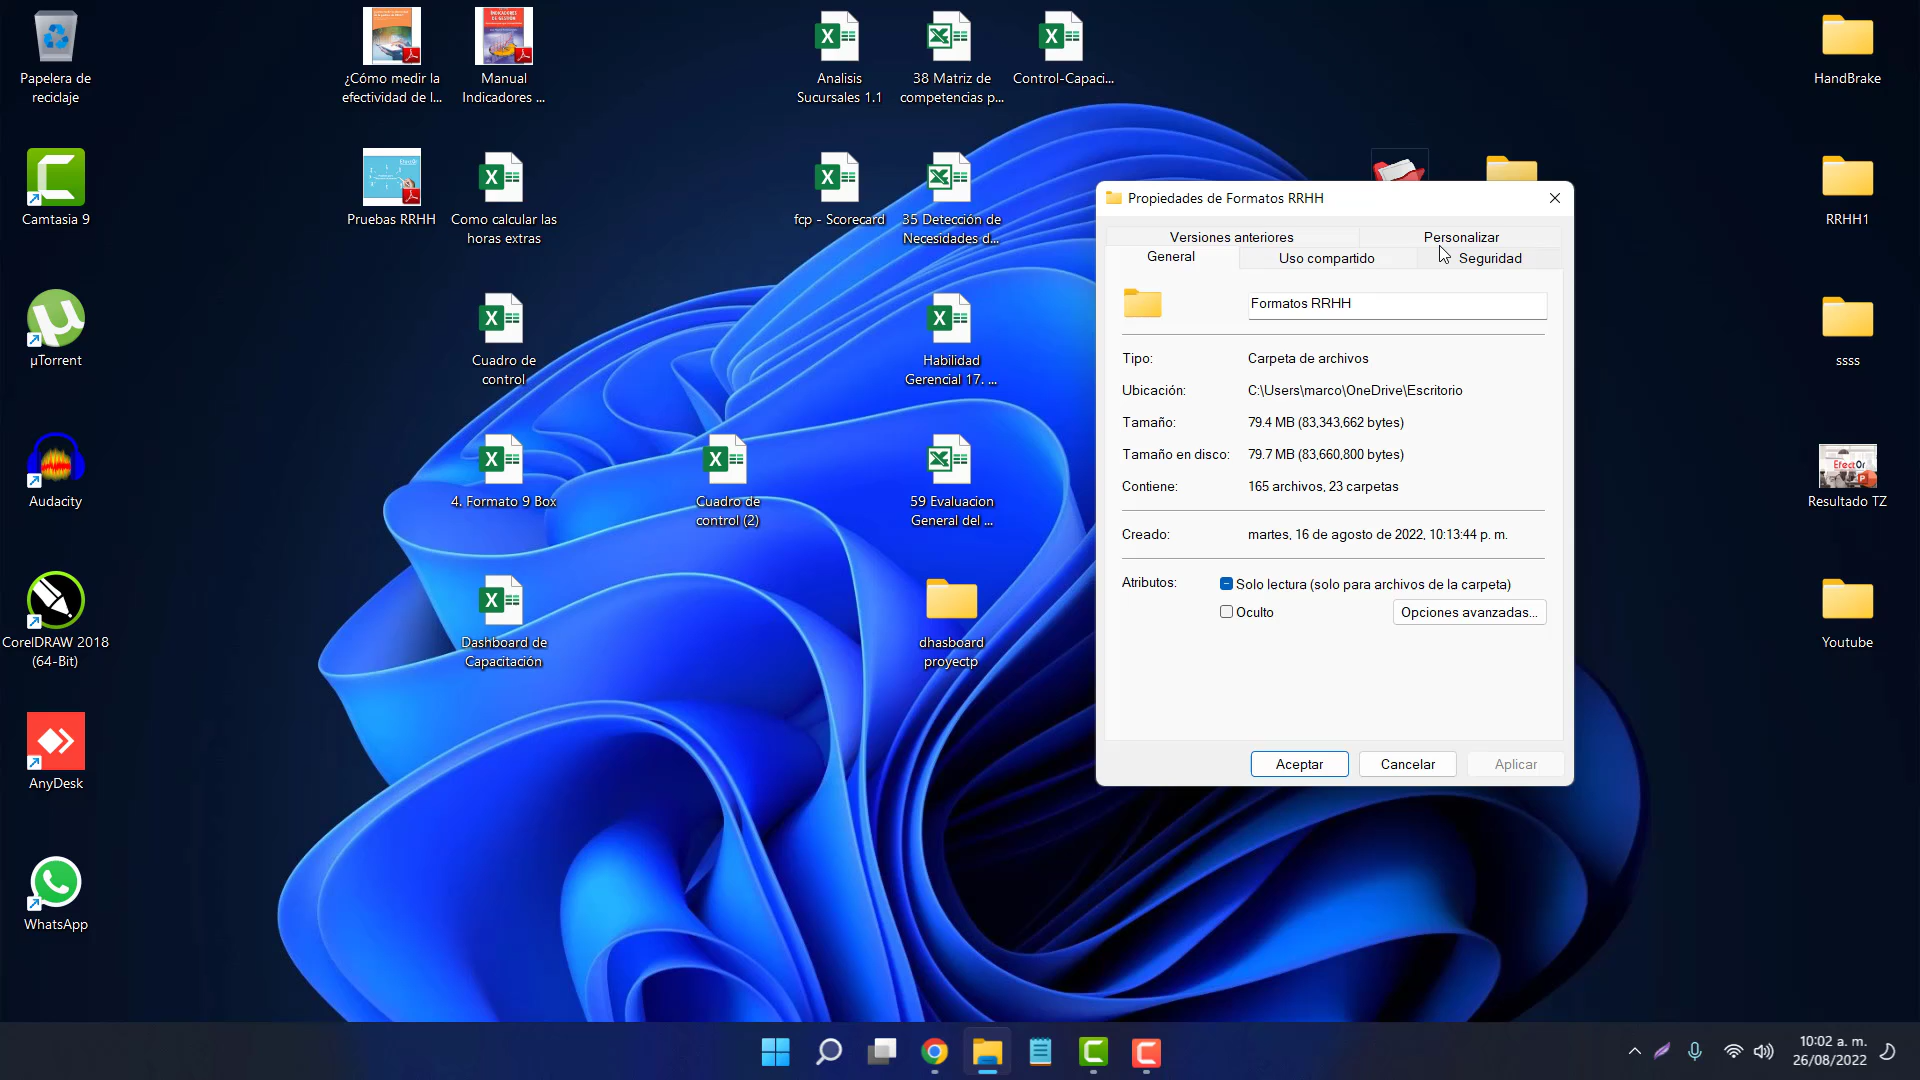 Papelera de
reciclaje
Camtasia 9
µTorrent
Audacity
CorelDRAW 2018
(64-Bit)
AnyDesk
WhatsApp
¿Cómo medir la
efectividad de l...
Manual
Indicadores ...
INDICADORES
DE GESTIÓN
Pruebas RRHH
Como calcular las
horas extras
Cuadro de
control
4. Formato 9 Box
Dashboard de
Capacitación
Cuadro de
control (2)
Analisis
Sucursales 1.1
38 Matriz de
competencias p...
Control-Capaci...
fcp - Scorecard
35 Detección de
Necesidades d...
Habilidad
Gerencial 17. ...
59 Evaluacion
General del ...
dhasboard
proyectp
Propiedades de Formatos RRHH
Versiones anteriores
Personalizar
General
Uso compartido
Seguridad
Formatos RRHH
Tipo:
Carpeta de archivos
Ubicación:
C:\Users\marco\OneDrive\Escritorio
Tamaño:
79.4 MB (83,343,662 bytes)
Tamaño en disco:
79.7 MB (83,660,800 bytes)
Contiene:
165 archivos, 23 carpetas
Creado:
martes, 16 de agosto de 2022, 10:13:44 p. m.
Atributos:
Solo lectura (solo para archivos de la carpeta)
Oculto
Opciones avanzadas...
Aceptar
Cancelar
Aplicar
HandBrake
RRHH1
ssss
EfectOr
Resultado TZ
Youtube
10:02 a. m.
26/08/2022